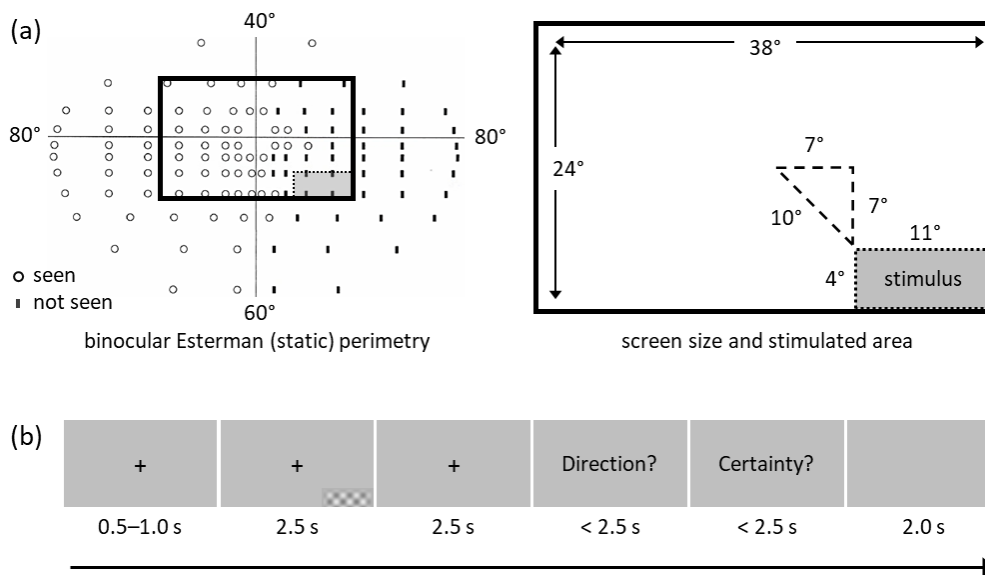 (a)
40°
80°
80°
60°
o seen
▮ not seen
binocular Esterman (static) perimetry
38°
24°
7°
10°
7°
11°
4°
stimulus
screen size and stimulated area
(b)
+ + + Direction? Certainty?
0.5–1.0 s 2.5 s 2.5 s < 2.5 s < 2.5 s 2.0 s